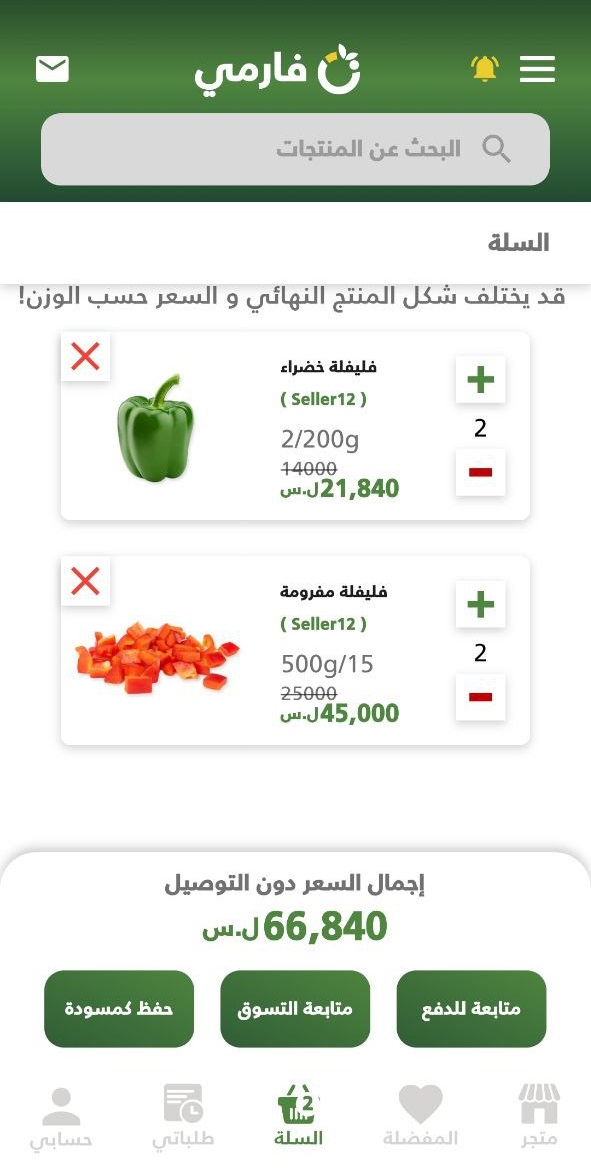 فارمي
البحث عن المنتجات
السلة
قد يختلف شكل المنتج النهائي و السعر حسب الوزن!
فليفلة خضراء
( Seller12 )
2/200g
14000
21,840ل.س
2
فليفلة مفرومة
( Seller12 )
500g/15
25000
45,000ل.س
2
إجمال السعر دون التوصيل
66,840ل.س
متابعة للدفع
متابعة التسوق
حفظ كمسودة
2
متجر
المفضلة
السلة
طلباتي
حسابي